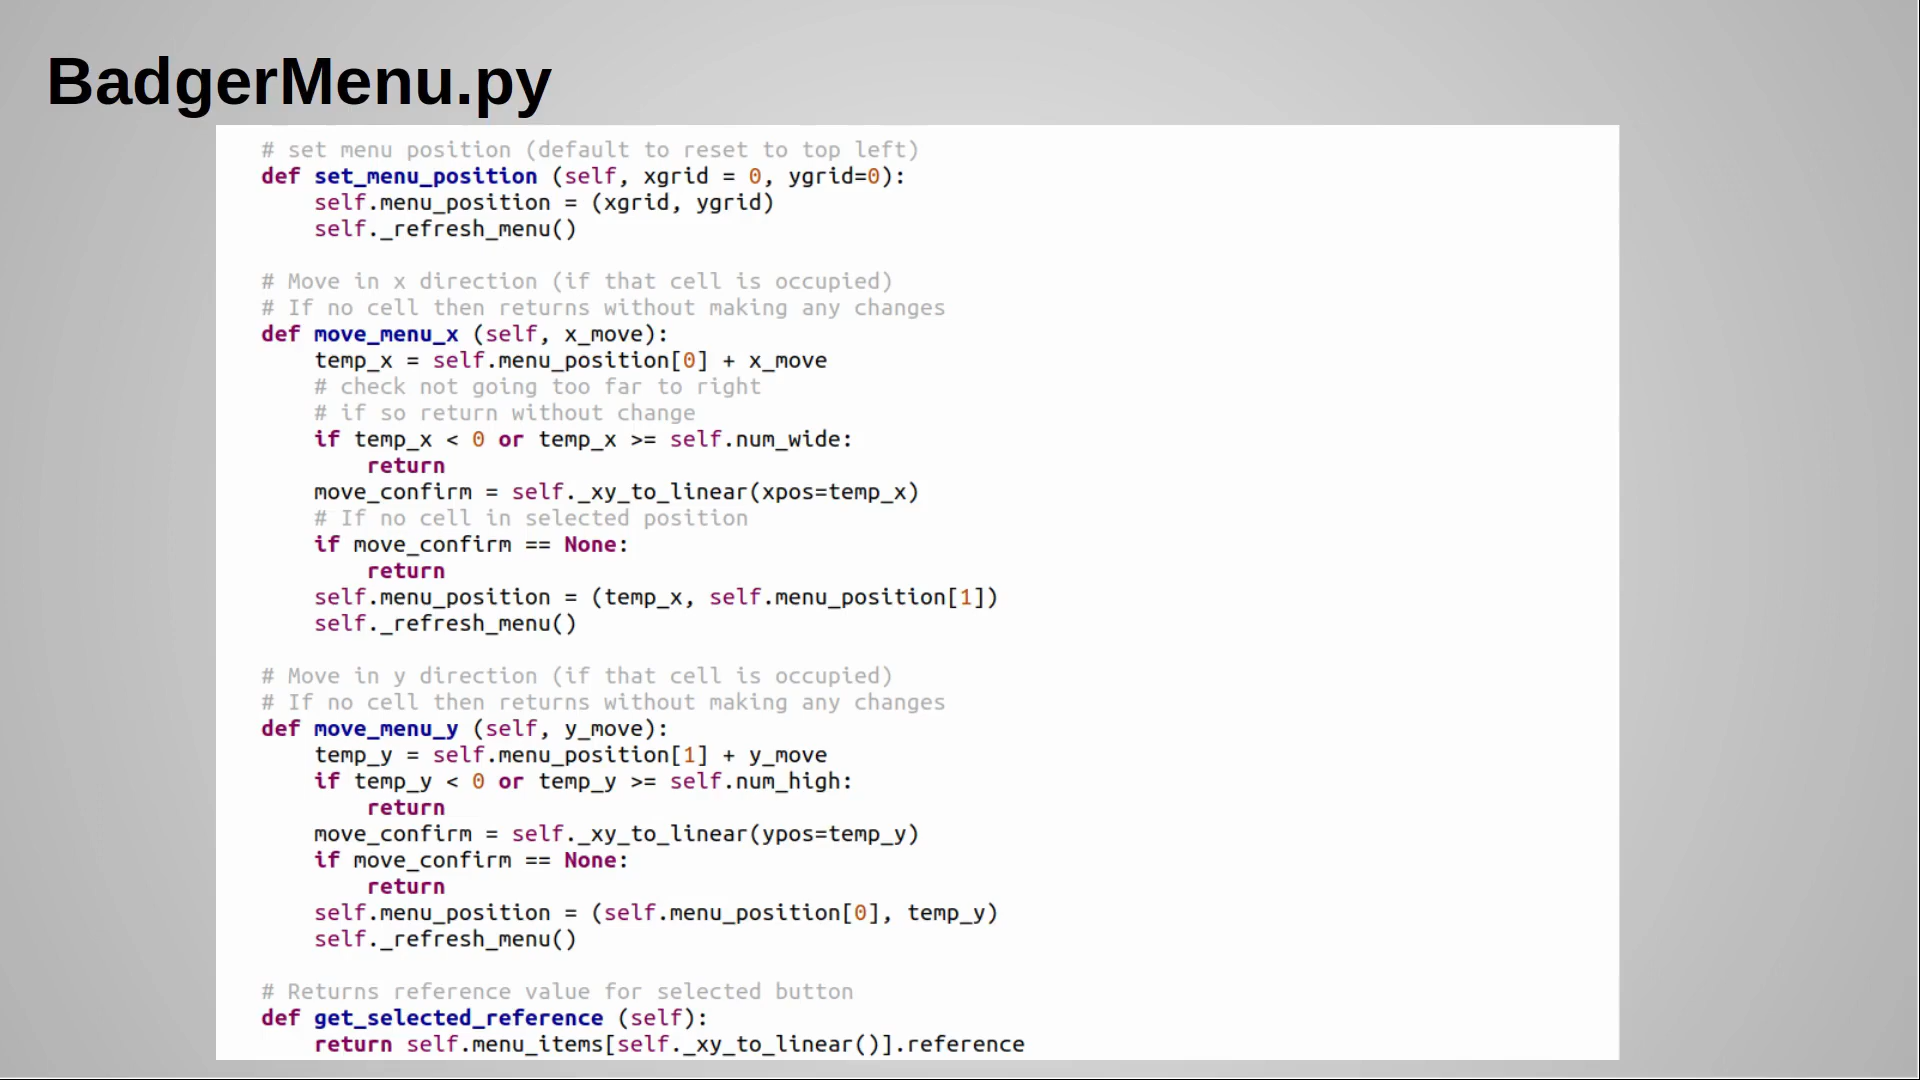 BadgerMenu.py
# set menu position (default to reset to top left)
def set_menu_position (self, xgrid = 0, ygrid=0):
    self.menu_position = (xgrid, ygrid)
    self._refresh_menu()

# Move in x direction (if that cell is occupied)
# If no cell then returns without making any changes
def move_menu_x (self, x_move):
    temp_x = self.menu_position[0] + x_move
    # check not going too far to right
    # if so return without change
    if temp_x < 0 or temp_x >= self.num_wide:
        return
    move_confirm = self._xy_to_linear(xpos=temp_x)
    # If no cell in selected position
    if move_confirm == None:
        return
    self.menu_position = (temp_x, self.menu_position[1])
    self._refresh_menu()

# Move in y direction (if that cell is occupied)
# If no cell then returns without making any changes
def move_menu_y (self, y_move):
    temp_y = self.menu_position[1] + y_move
    if temp_y < 0 or temp_y >= self.num_high:
        return
    move_confirm = self._xy_to_linear(ypos=temp_y)
    if move_confirm == None:
        return
    self.menu_position = (self.menu_position[0], temp_y)
    self._refresh_menu()

# Returns reference value for selected button
def get_selected_reference (self):
    return self.menu_items[self._xy_to_linear()].reference